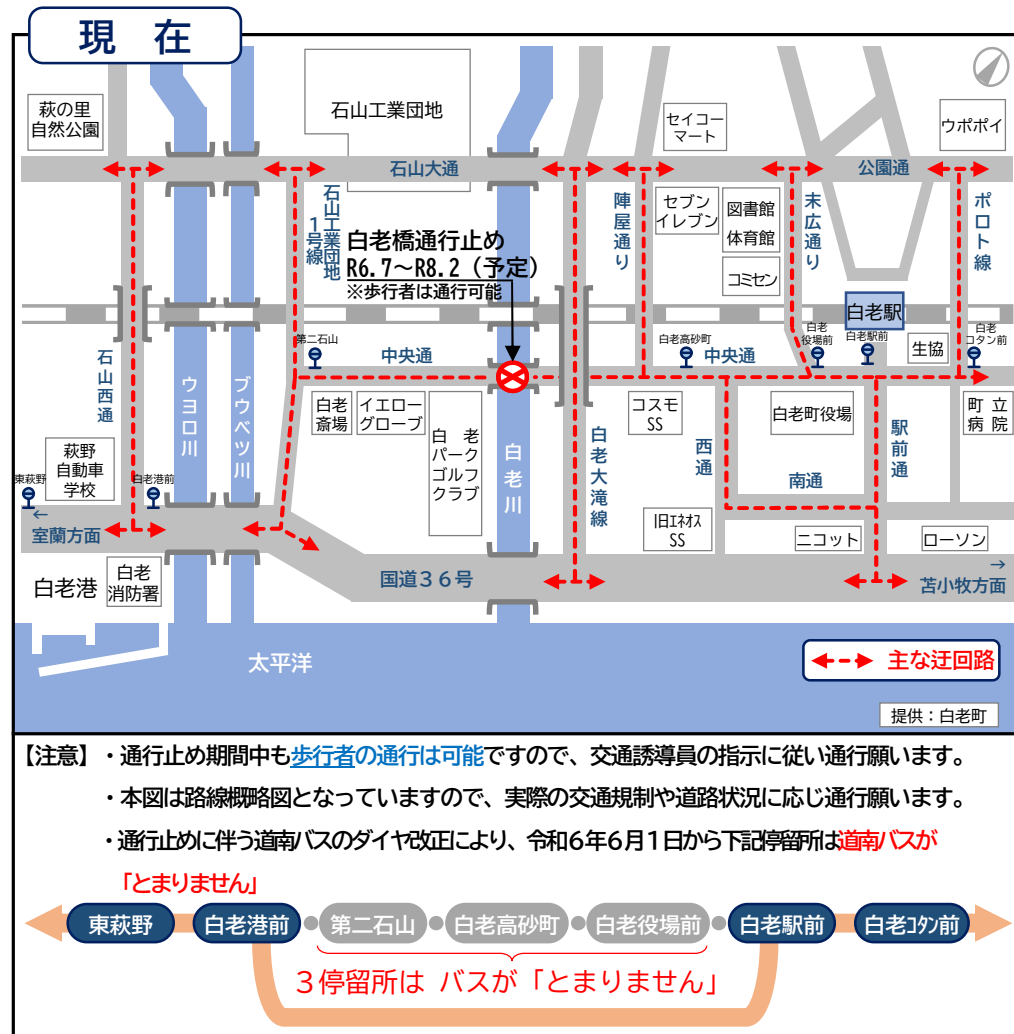 現 在
萩の里
自然公園
石山工業団地
セイコー
マート
ウポポイ
石山大通
公園通
石山工業団地
1号線
陣屋通り
セブン
イレブン
図書館
体育館
コミセン
末広通り
ポロト線
白老橋通行止め
R6.7～R8.2（予定）
※歩行者は通行可能
白老駅
第二石山
中央通
白老高砂町
中央通
白老
役場前
白老駅前
生協
白老
コタン前
石山西通
ウヨロ川
ブウベツ川
白老
斎場
イエロー
グローブ
白 老
パーク
ゴルフ
クラブ
白老川
白老大滝線
コスモ
SS
西通
白老町役場
駅前通
町 立
病 院
萩野
自動車
学校
東萩野
白老港前
南通
旧エネオス
SS
ニコット
ローソン
←
室蘭方面
→
苫小牧方面
国道３６号
白老港
白老
消防署
太平洋
主な迂回路
提供：白老町
【注意】・通行止め期間中も歩行者の通行は可能ですので、交通誘導員の指示に従い通行願います。
・本図は路線概略図となっていますので、実際の交通規制や道路状況に応じ通行願います。
・通行止めに伴う道南バスのダイヤ改正により、令和6年6月1日から下記停留所は道南バスが
「とまりません」
東萩野 白老港前 第二石山 白老高砂町 白老役場前 白老駅前 白老コタン前
３停留所は バスが「とまりません」